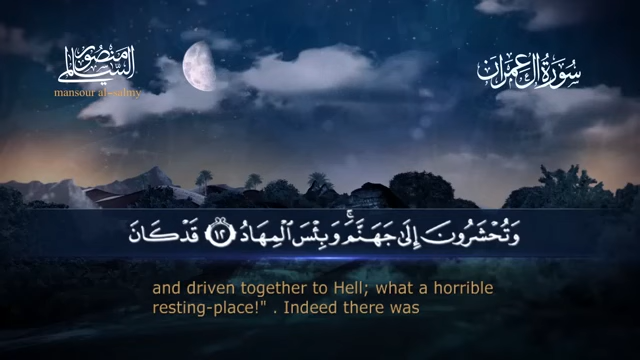 منصور السالمي
mansour al-salmy
سورة آل عمران
وَتُحْشَرُونَ إِلَىٰ جَهَنَّمَ ۚ وَبِئْسَ الْمِهَادُ ١٢ قَدْ كَانَ
and driven together to Hell; what a horrible
resting-place!" . Indeed there was